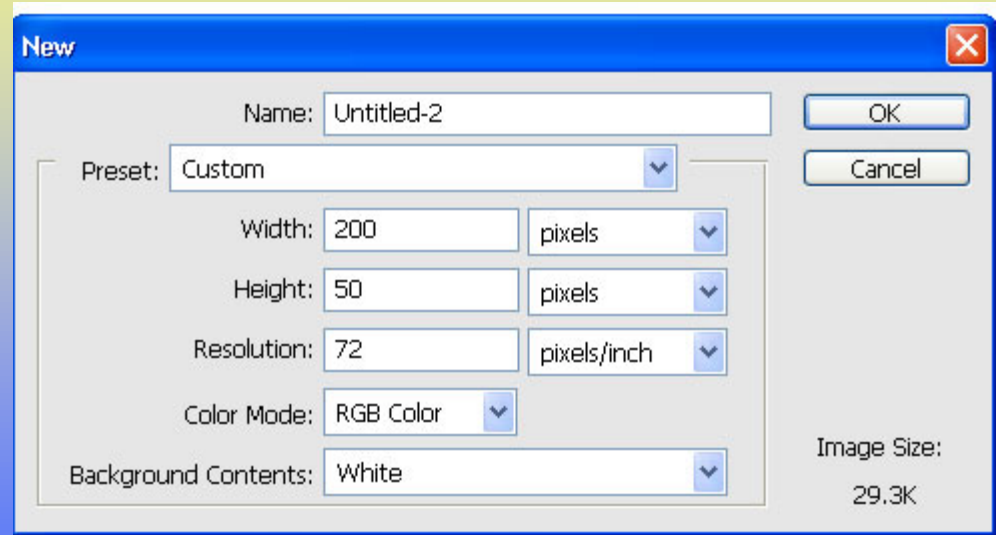 New
Name: Untitled-2
OK
Preset: Custom
Cancel
Width: 200 pixels
Height: 50 pixels
Resolution: 72 pixels/inch
Color Mode: RGB Color
Image Size:
Background Contents: White
29.3K